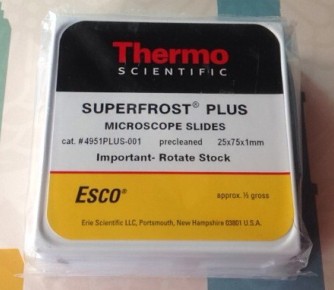 Thermo
SCIENTIFIC
SUPERFROST® PLUS
MICROSCOPE SLIDES
cat. #4951PLUS-001 precleaned 25x75x1mm
Important- Rotate Stock
ESCO® approx. ½ gross
Erie Scientific LLC, Portsmouth, New Hampshire 03801 U.S.A.